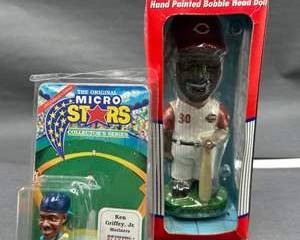 Hand Painted Bobble Head Doll
THE ORIGINAL
MICRO
STARS
COLLECTOR'S SERIES
Ken
Griffey, Jr.
Mariners
30